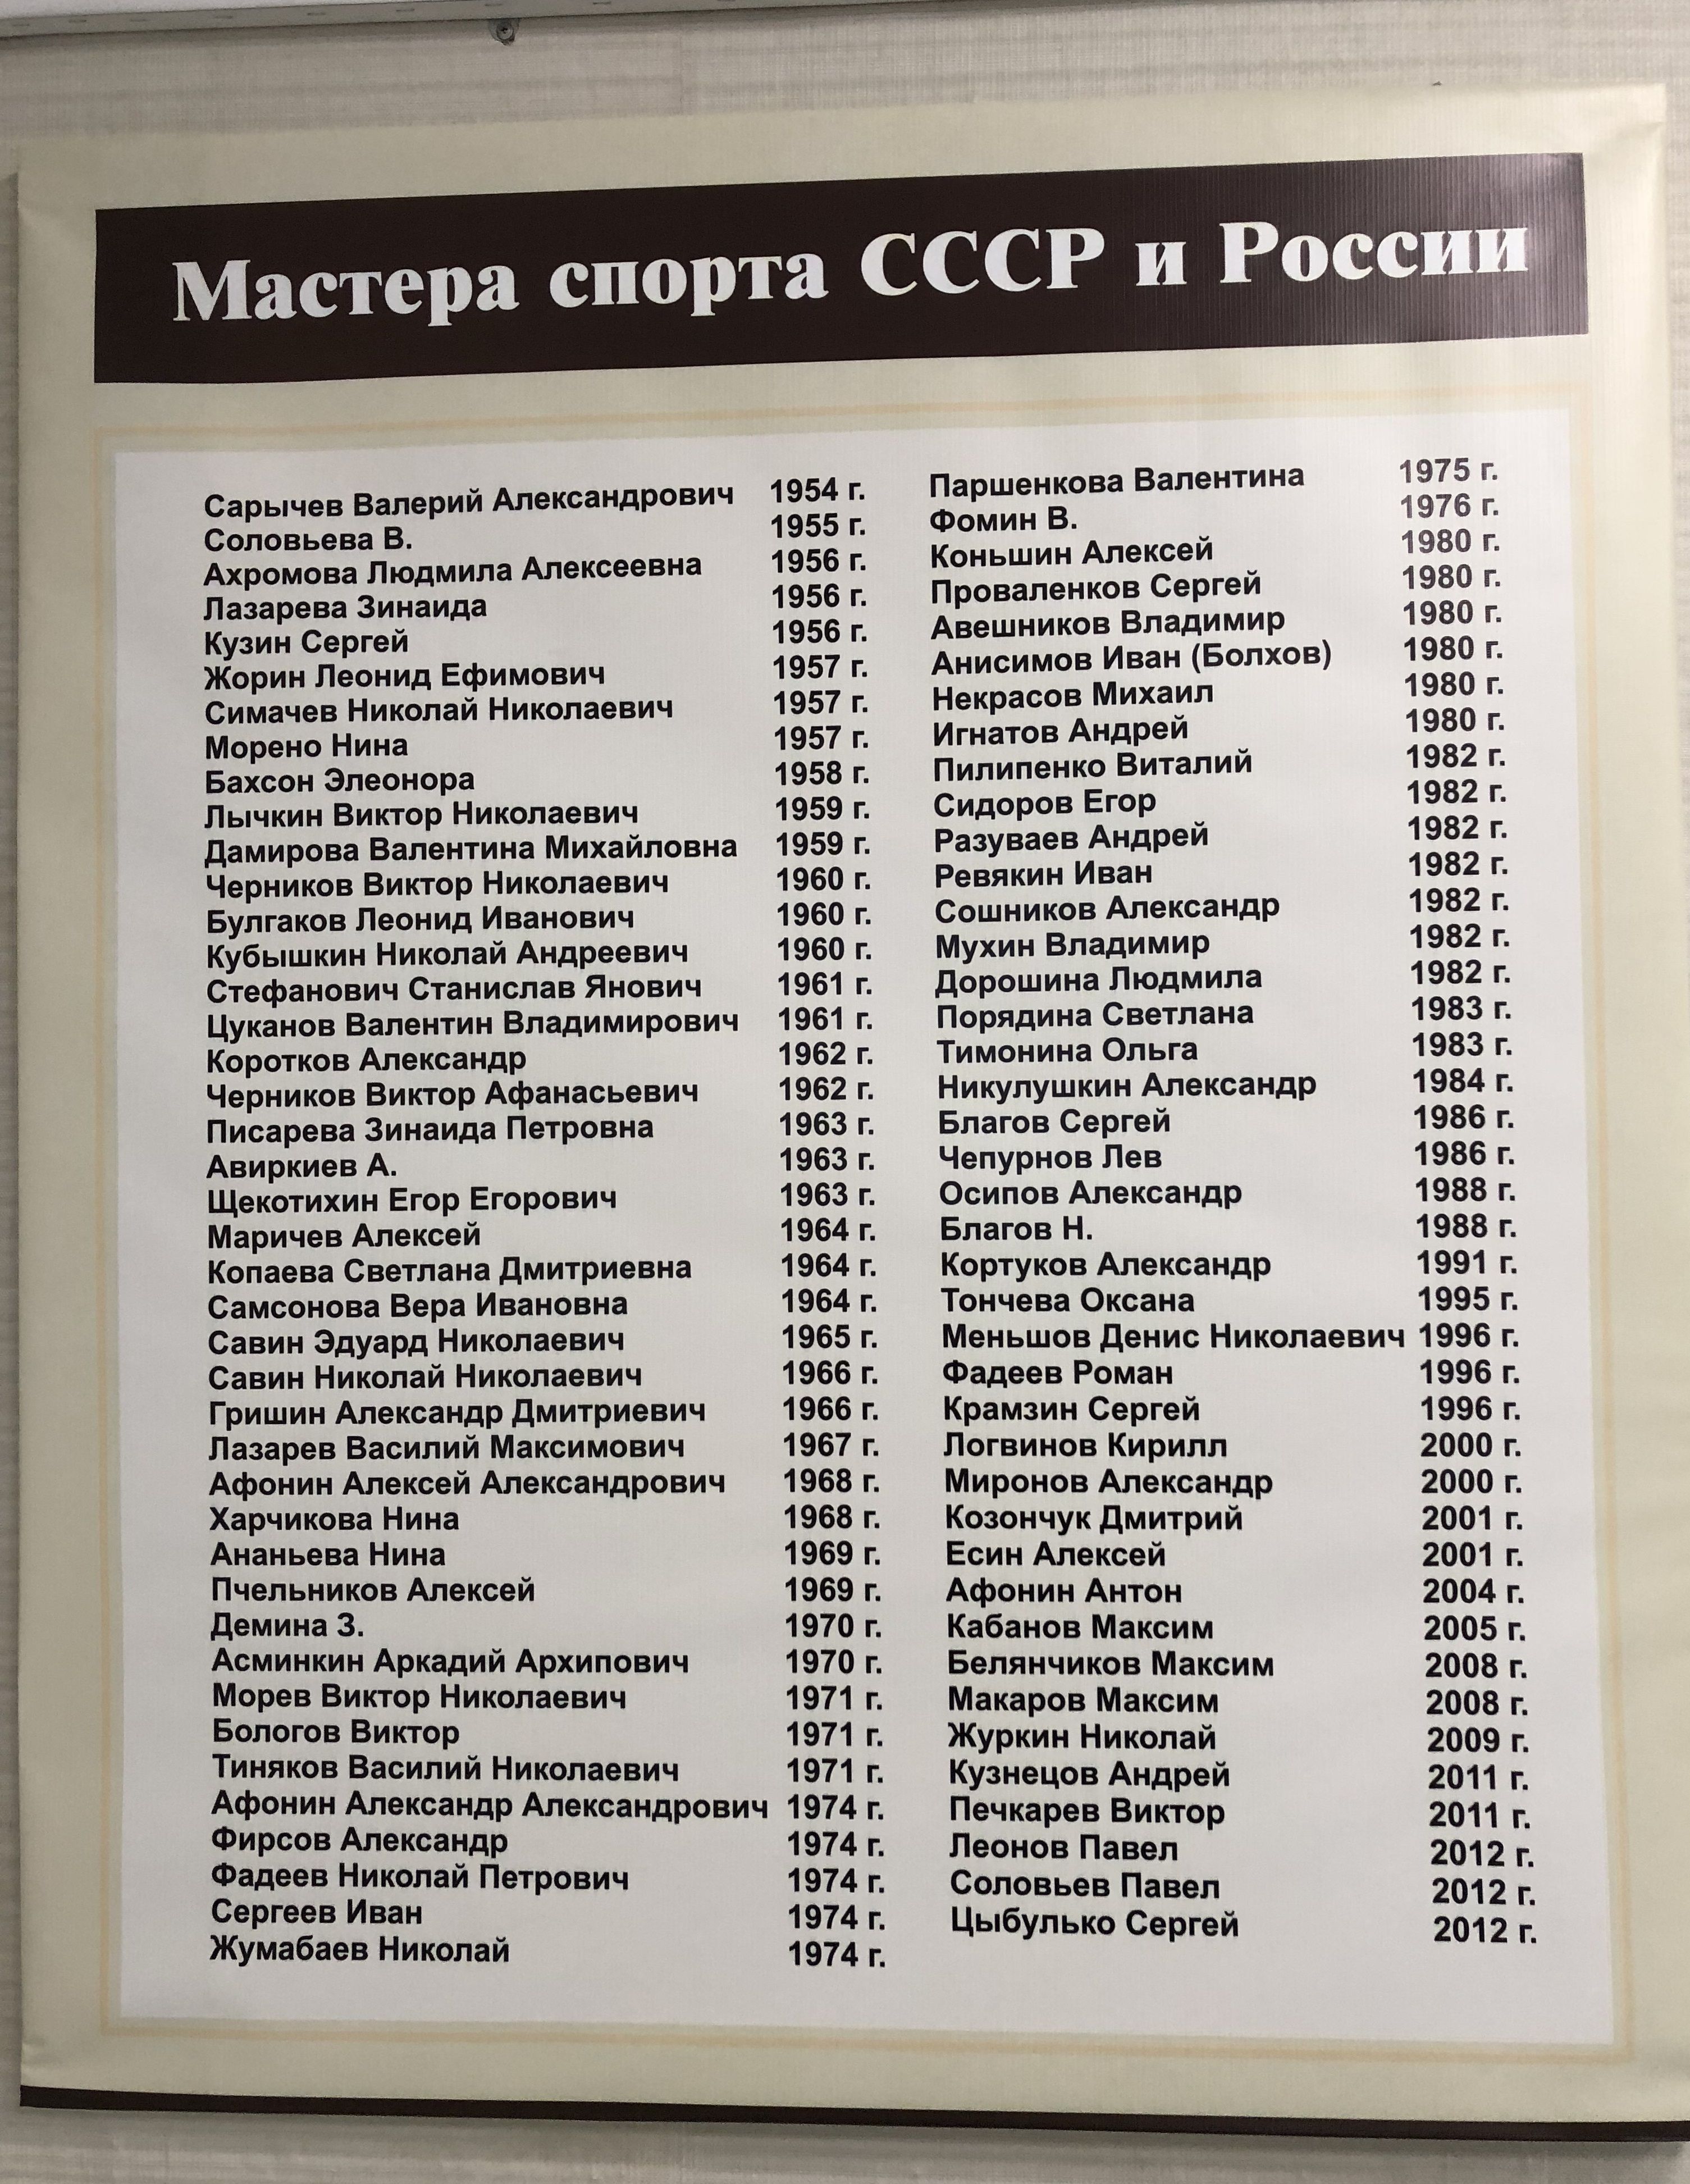 Мастера спорта СССР и России
Сарычев Валерий Александрович 1954 г.
Соловьева В. 1955 г.
Ахромова Людмила Алексеевна 1956 г.
Лазарева Зинаида 1956 г.
Кузин Сергей 1956 г.
Жорин Леонид Ефимович 1957 г.
Симачев Николай Николаевич 1957 г.
Морено Нина 1957 г.
Бахсон Элеонора 1958 г.
Лычкин Виктор Николаевич 1959 г.
Дамирова Валентина Михайловна 1959 г.
Черников Виктор Николаевич 1960 г.
Булгаков Леонид Иванович 1960 г.
Кубышкин Николай Андреевич 1960 г.
Стефанович Станислав Янович 1961 г.
Цуканов Валентин Владимирович 1961 г.
Коротков Александр 1962 г.
Черников Виктор Афанасьевич 1962 г.
Писарева Зинаида Петровна 1963 г.
Авиркиев А. 1963 г.
Щекотихин Егор Егорович 1963 г.
Маричев Алексей 1964 г.
Копаева Светлана Дмитриевна 1964 г.
Самсонова Вера Ивановна 1964 г.
Савин Эдуард Николаевич 1965 г.
Савин Николай Николаевич 1966 г.
Гришин Александр Дмитриевич 1966 г.
Лазарев Василий Максимович 1967 г.
Афонин Алексей Александрович 1968 г.
Харчикова Нина 1968 г.
Ананьева Нина 1969 г.
Пчельников Алексей 1969 г.
Демина З. 1970 г.
Асминкин Аркадий Архипович 1970 г.
Морев Виктор Николаевич 1971 г.
Бологов Виктор 1971 г.
Тиняков Василий Николаевич 1971 г.
Афонин Александр Александрович 1974 г.
Фирсов Александр 1974 г.
Фадеев Николай Петрович 1974 г.
Сергеев Иван 1974 г.
Жумабаев Николай 1974 г.
Паршенкова Валентина 1975 г.
Фомин В. 1976 г.
Коньшин Алексей 1980 г.
Проваленков Сергей 1980 г.
Авешников Владимир 1980 г.
Анисимов Иван (Болхов) 1980 г.
Некрасов Михаил 1980 г.
Игнатов Андрей 1980 г.
Пилипенко Виталий 1982 г.
Сидоров Егор 1982 г.
Разуваев Андрей 1982 г.
Ревякин Иван 1982 г.
Сошников Александр 1982 г.
Мухин Владимир 1982 г.
Дорошина Людмила 1982 г.
Порядина Светлана 1983 г.
Тимонина Ольга 1983 г.
Никулушкин Александр 1984 г.
Благов Сергей 1986 г.
Чепурнов Лев 1986 г.
Осипов Александр 1988 г.
Благов Н. 1988 г.
Кортуков Александр 1991 г.
Тончева Оксана 1995 г.
Меньшов Денис Николаевич 1996 г.
Фадеев Роман 1996 г.
Крамзин Сергей 1996 г.
Логвинов Кирилл 2000 г.
Миронов Александр 2000 г.
Козончук Дмитрий 2001 г.
Есин Алексей 2001 г.
Афонин Антон 2004 г.
Кабанов Максим 2005 г.
Белянчиков Максим 2008 г.
Макаров Максим 2008 г.
Журкин Николай 2009 г.
Кузнецов Андрей 2011 г.
Печкарев Виктор 2011 г.
Леонов Павел 2012 г.
Соловьев Павел 2012 г.
Цыбулько Сергей 2012 г.